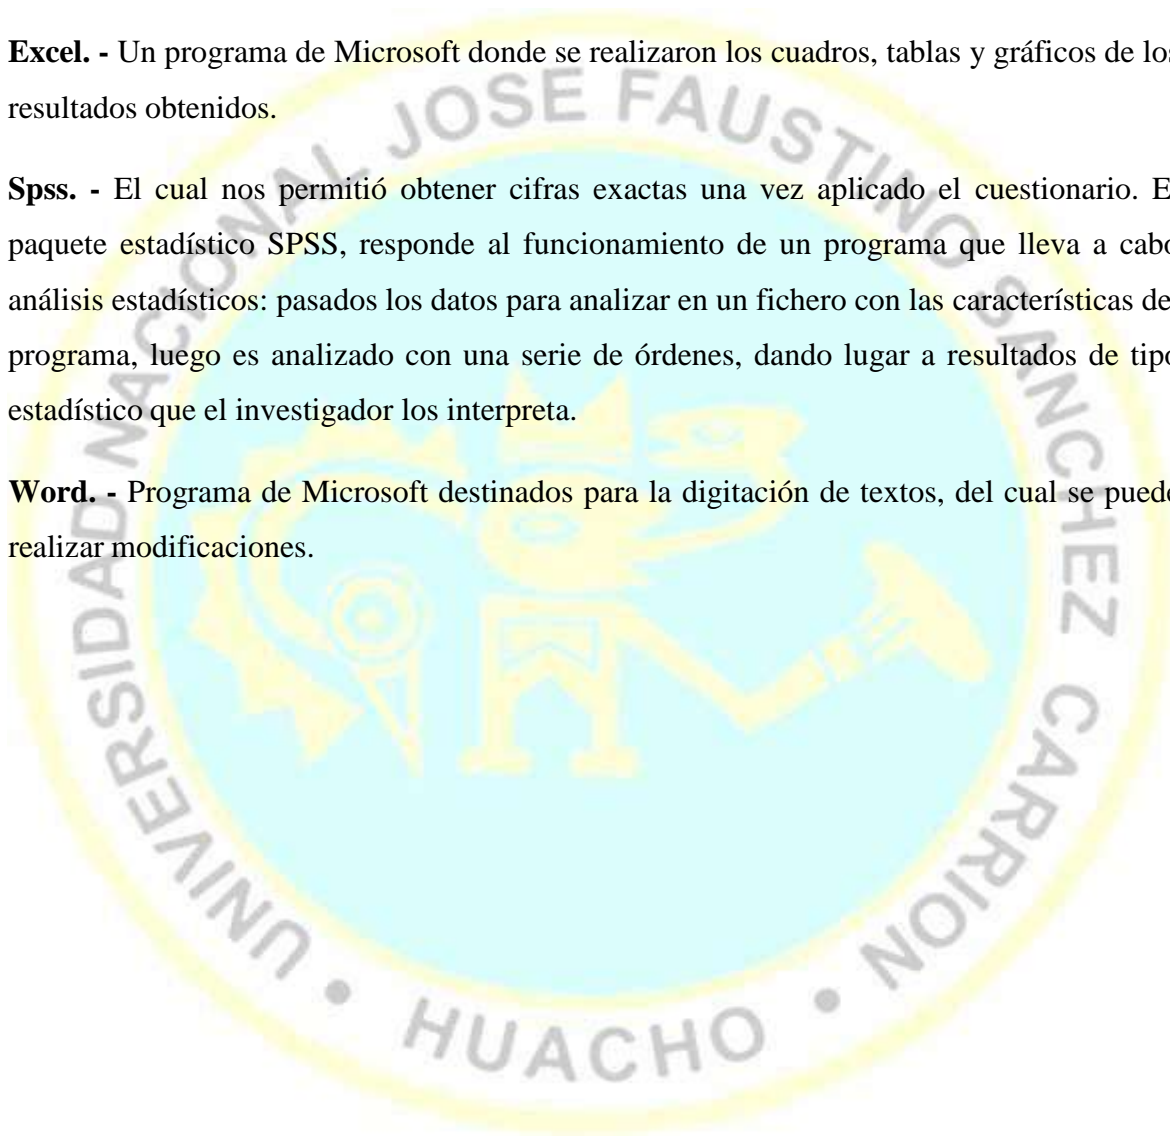 Excel. - Un programa de Microsoft donde se realizaron los cuadros, tablas y gráficos de los
resultados obtenidos.
Spss. - El cual nos permitió obtener cifras exactas una vez aplicado el cuestionario. E
paquete estadístico SPSS, responde al funcionamiento de un programa que lleva a cabo
análisis estadísticos: pasados los datos para analizar en un fichero con las características de
programa, luego es analizado con una serie de órdenes, dando lugar a resultados de tipo
estadístico que el investigador los interpreta.
Word. - Programa de Microsoft destinados para la digitación de textos, del cual se puede
realizar modificaciones.
UNIVERSIDAD NACIONAL JOSE FAUSTINO SANCHEZ CARRION
• HUACHO •